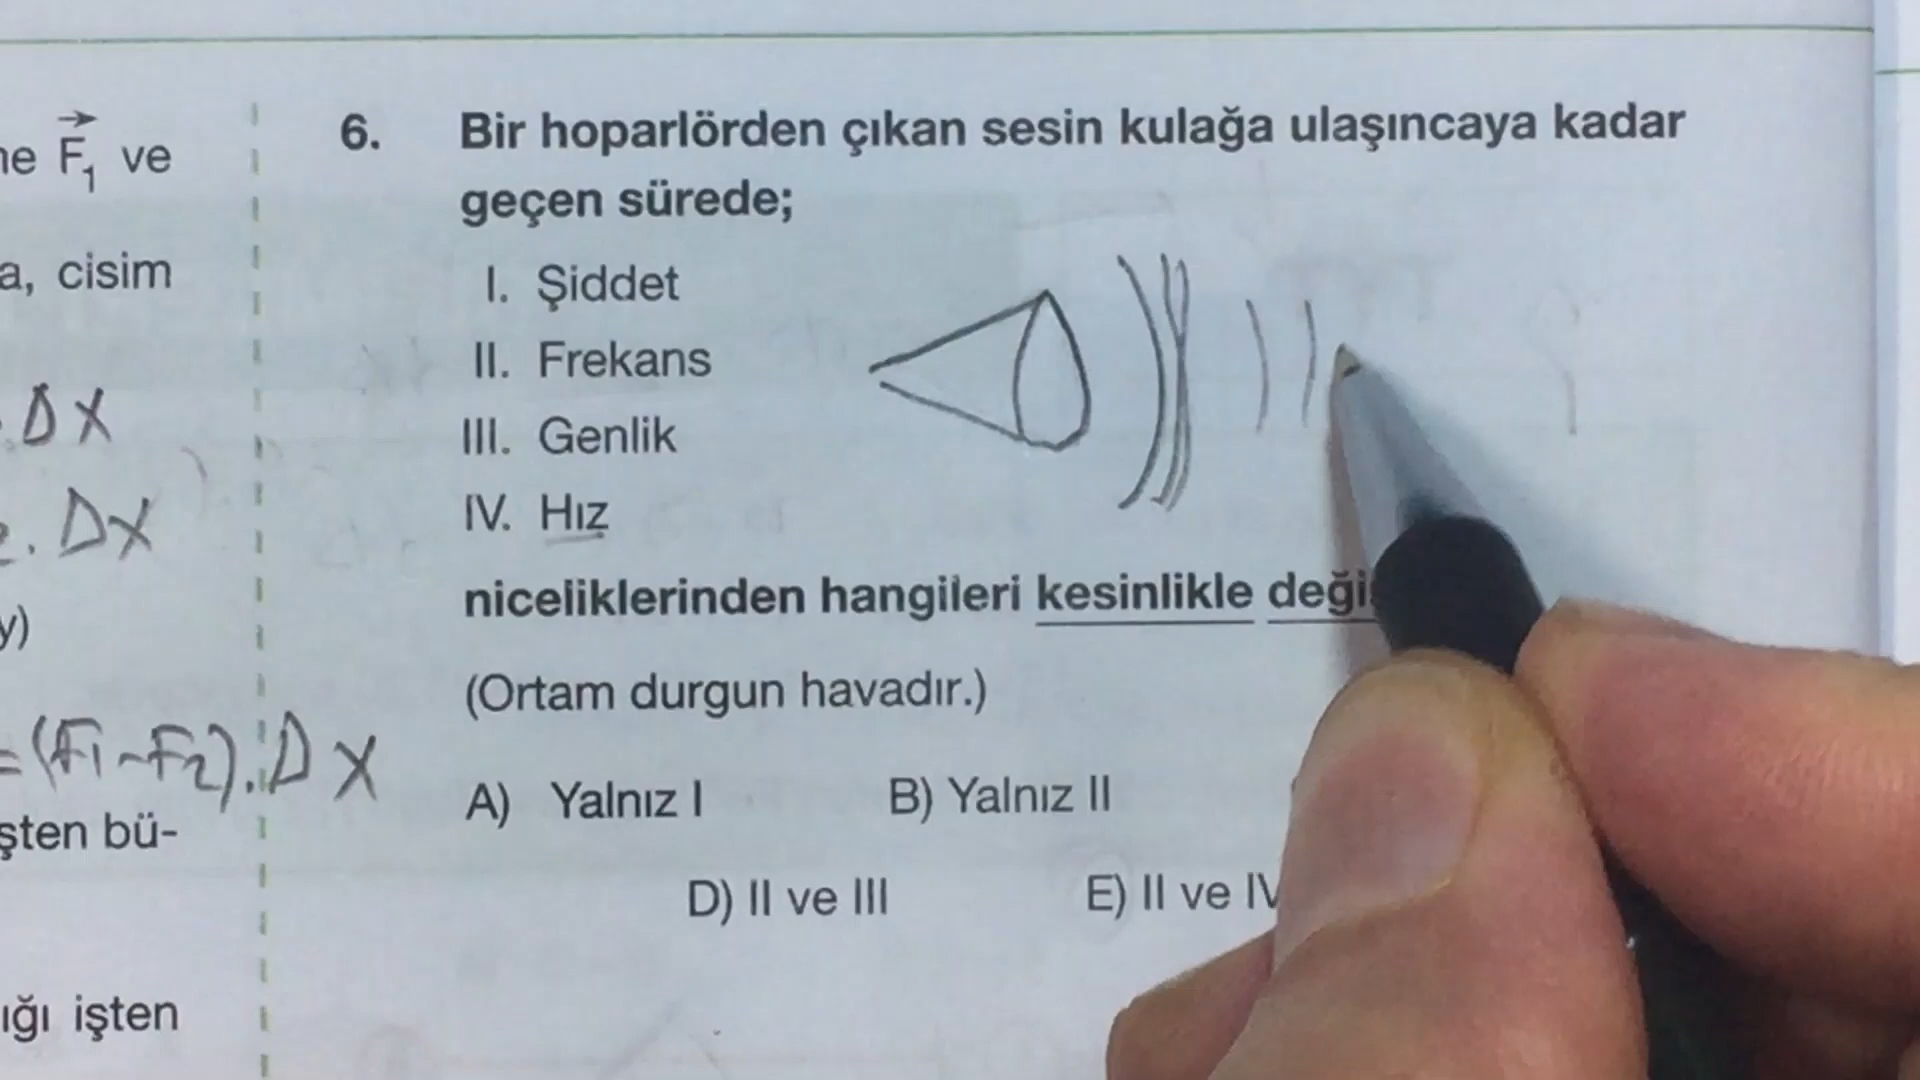 ne F₁ ve
a, cisim
. Δx
2. Δx
y)
=(F1-F2).Δx
şten bü-
ığı işten
6. Bir hoparlörden çıkan sesin kulağa ulaşıncaya kadar
geçen sürede;
I. Şiddet
II. Frekans
III. Genlik
IV. Hız
niceliklerinden hangileri kesinlikle deği
(Ortam durgun havadır.)
A) Yalnız I B) Yalnız II
D) II ve III E) II ve IV